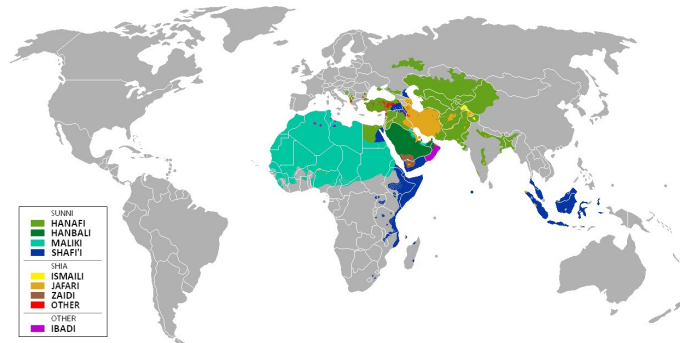 SUNNI
HANAFI
HANBALI
MALIKI
SHAFI'I
SHIA
ISMAILI
JAFARI
ZAIDI
OTHER
OTHER
IBADI